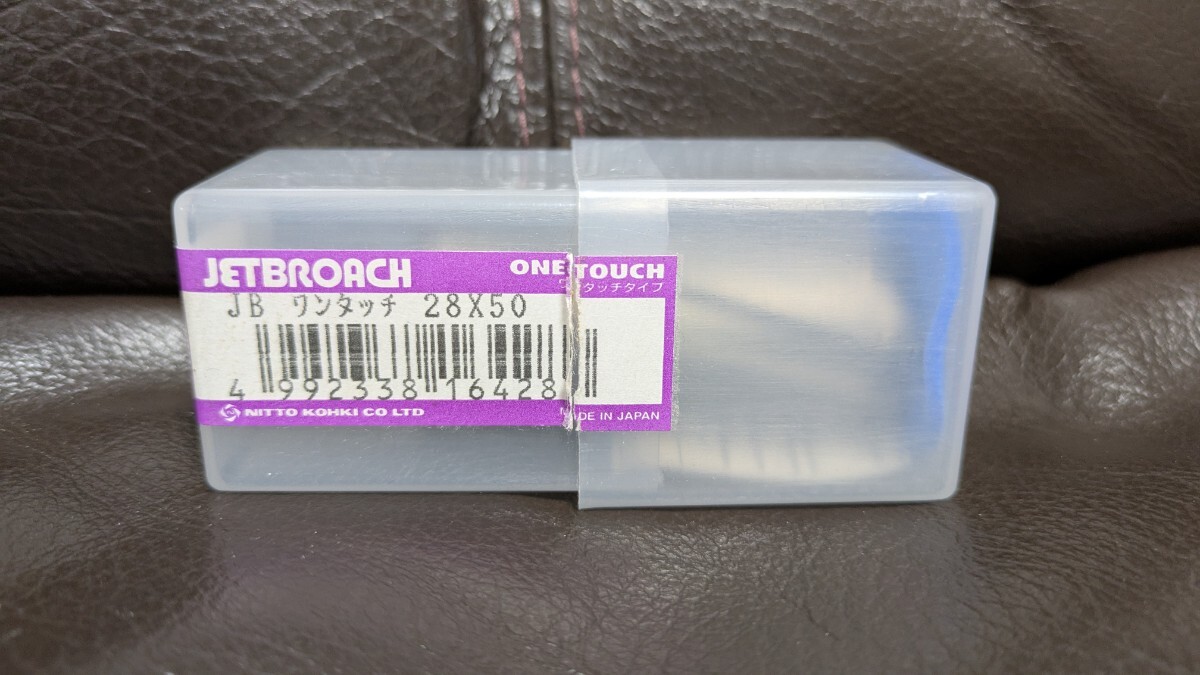 JETBROACH
ONE TOUCH
タッチタイプ
JB ワンタッチ 28X50
4 992338 16428
NITTO KOHKI CO LTD
MADE IN JAPAN